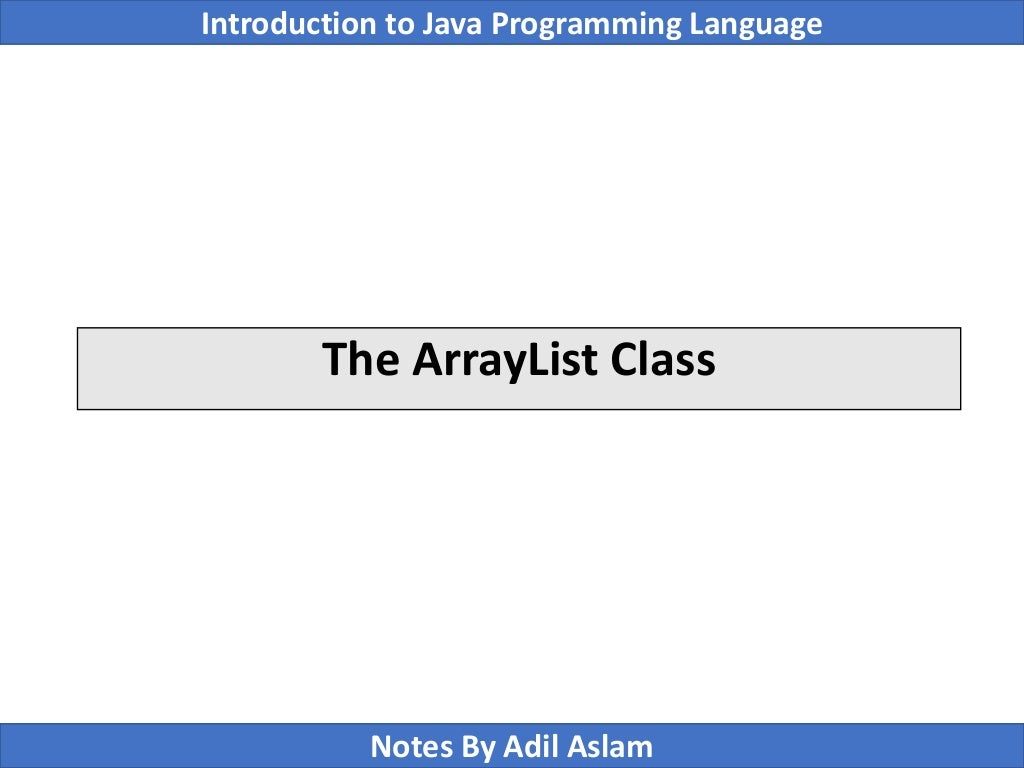 Introduction to Java Programming Language
The ArrayList Class
Notes By Adil Aslam